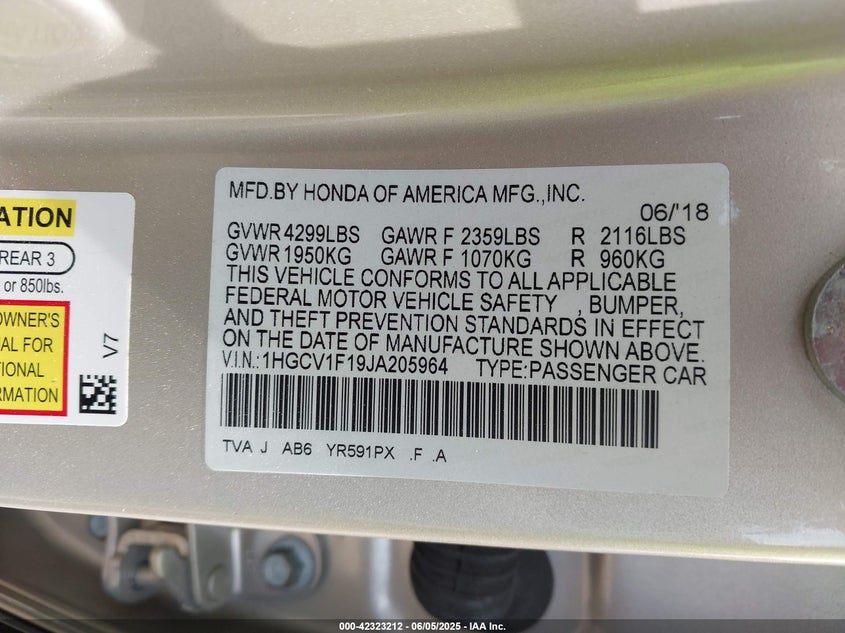 ATION
REAR 3
or 850lbs.
OWNER'S
AL FOR
TIONAL
RMATION
V7
MFD.BY HONDA OF AMERICA MFG.,INC.
06/'18
GVWR 4299LBS GAWR F 2359LBS R 2116LBS
GVWR 1950KG GAWR F 1070KG R 960KG
THIS VEHICLE CONFORMS TO ALL APPLICABLE
FEDERAL MOTOR VEHICLE SAFETY , BUMPER,
AND THEFT PREVENTION STANDARDS IN EFFECT
ON THE DATE OF MANUFACTURE SHOWN ABOVE.
V.I.N.:1HGCV1F19JA205964 TYPE:PASSENGER CAR
TVA J AB6 YR591PX .F .A
000-42323212 - 06/05/2025 - IAA Inc.